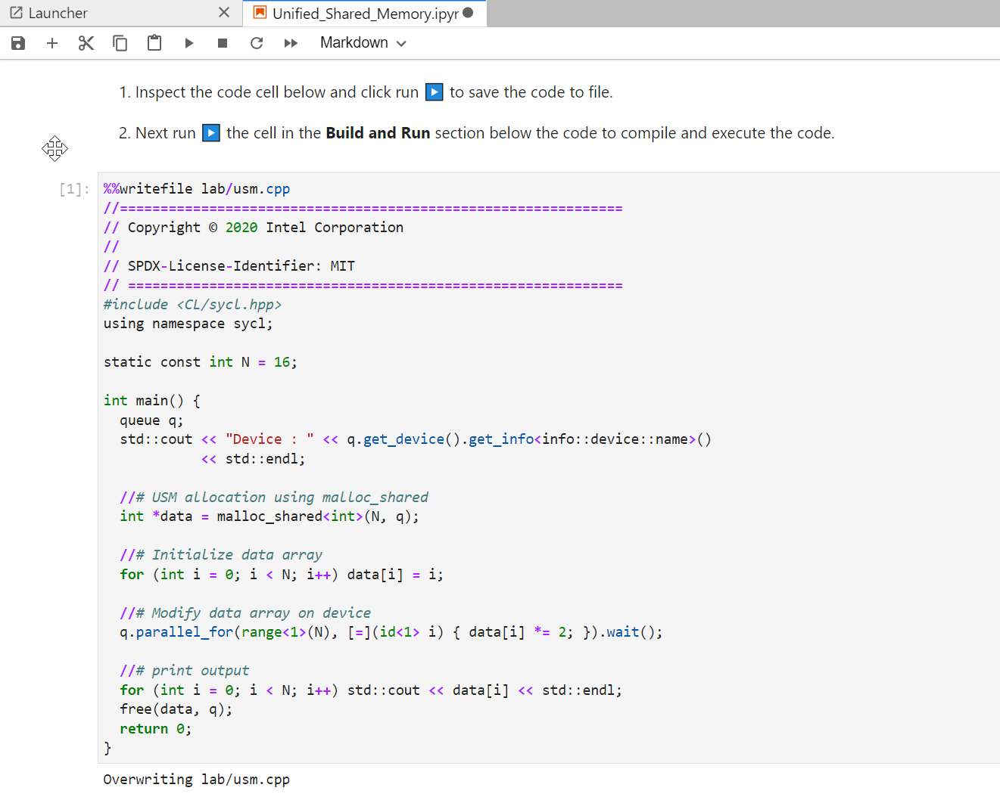 Launcher
Unified_Shared_Memory.ipyr
Markdown
1. Inspect the code cell below and click run to save the code to file.
2. Next run the cell in the Build and Run section below the code to compile and execute the code.
[1]:
%%writefile lab/usm.cpp
//==============================================================
// Copyright © 2020 Intel Corporation
//
// SPDX-License-Identifier: MIT
// =============================================================
#include <CL/sycl.hpp>
using namespace sycl;
static const int N = 16;
int main() {
  queue q;
  std::cout << "Device : " << q.get_device().get_info<info::device::name>()
            << std::endl;
  //# USM allocation using malloc_shared
  int *data = malloc_shared<int>(N, q);
  //# Initialize data array
  for (int i = 0; i < N; i++) data[i] = i;
  //# Modify data array on device
  q.parallel_for(range<1>(N), [=](id<1> i) { data[i] *= 2; }).wait();
  //# print output
  for (int i = 0; i < N; i++) std::cout << data[i] << std::endl;
  free(data, q);
  return 0;
}
Overwriting lab/usm.cpp